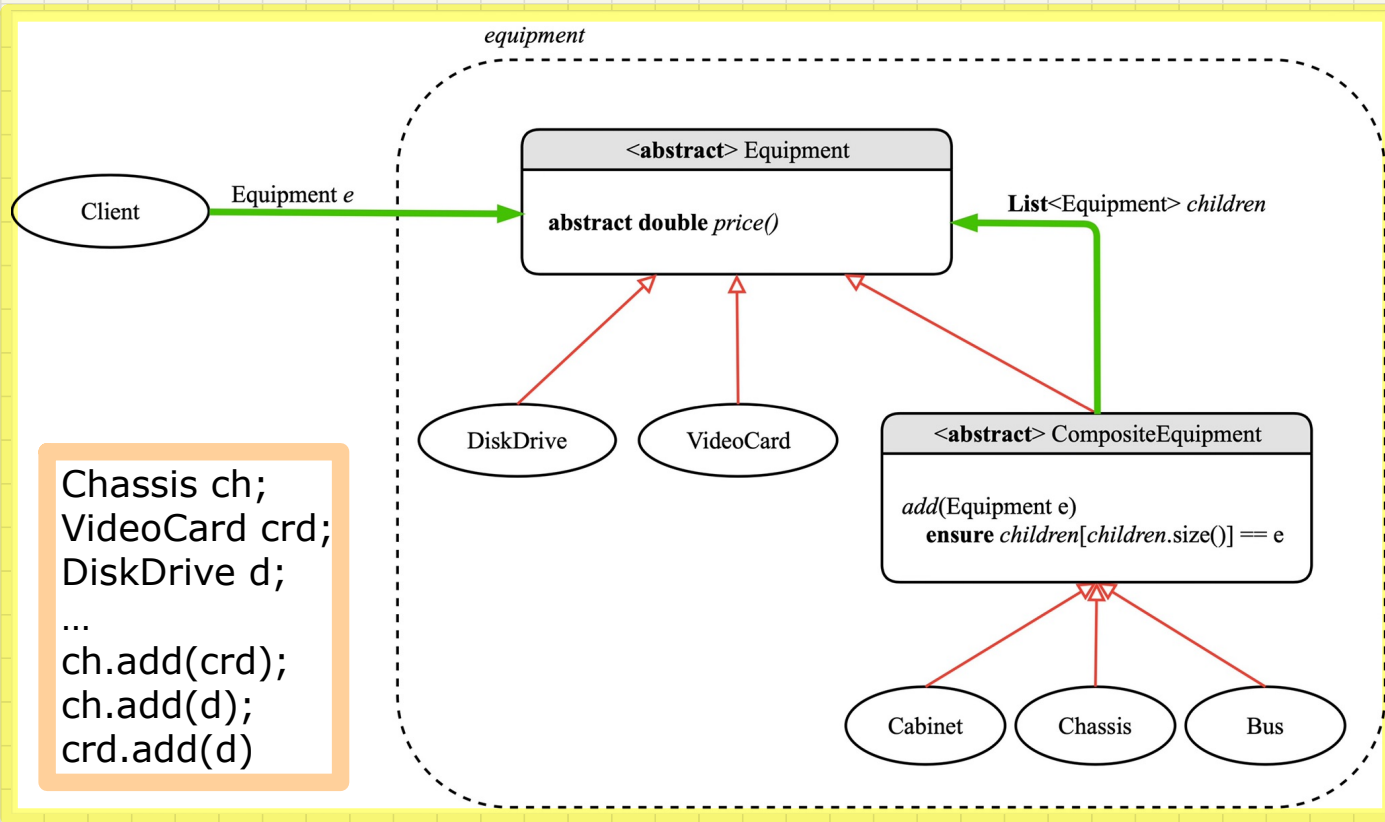 equipment
<abstract> Equipment
abstract double price()
Client
Equipment e
List<Equipment> children
DiskDrive
VideoCard
<abstract> CompositeEquipment
add(Equipment e)
ensure children[children.size()] == e
Cabinet
Chassis
Bus
Chassis ch;
VideoCard crd;
DiskDrive d;
...
ch.add(crd);
ch.add(d);
crd.add(d)